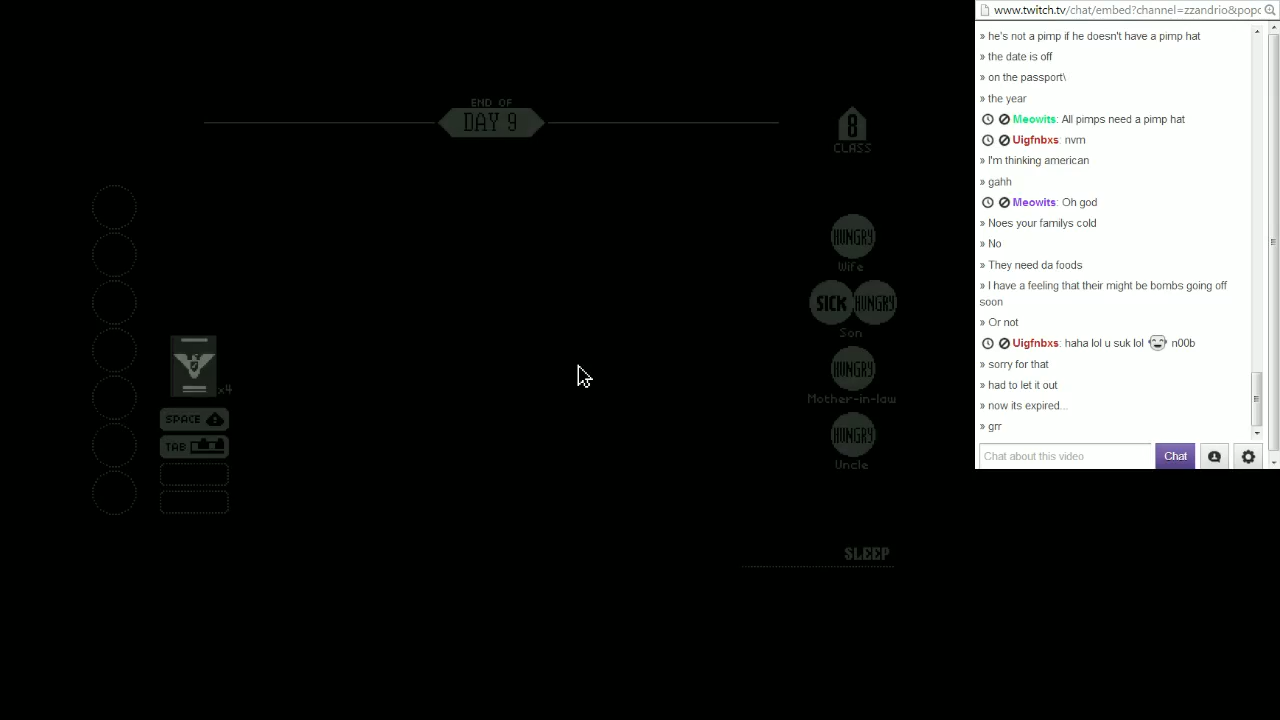 www.twitch.tv/chat/embed?channel=zzandrio&popo
» he's not a pimp if he doesn't have a pimp hat
» the date is off
» on the passport\
» the year
Meowits: All pimps need a pimp hat
Uigfnbxs: nvm
» I'm thinking american
» gahh
Meowits: Oh god
» Noes your familys cold
» No
» They need da foods
» I have a feeling that their might be bombs going off
soon
» Or not
Uigfnbxs: haha lol u suk lol n00b
» sorry for that
» had to let it out
» now its expired...
» grr
Chat about this video
Chat
END OF
DAY 9
8
CLASS
HUNGRY
Wife
SICK HUNGRY
Son
HUNGRY
Mother-in-law
HUNGRY
Uncle
x4
SPACE
TAB
SLEEP